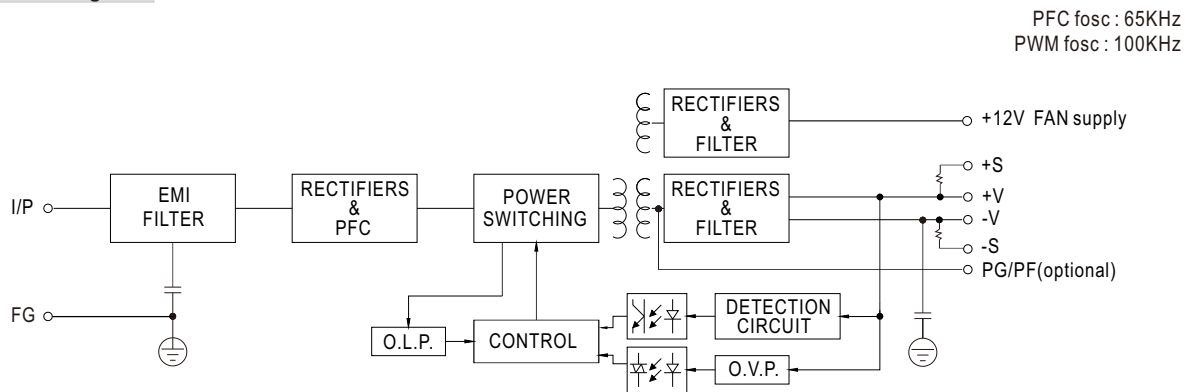 PFC fosc : 65KHz
PWM fosc : 100KHz
RECTIFIERS
&
FILTER
+12V FAN supply
I/P
EMI
FILTER
RECTIFIERS
&
PFC
POWER
SWITCHING
RECTIFIERS
&
FILTER
+S
+V
-V
-S
PG/PF(optional)
FG
O.L.P.
CONTROL
DETECTION
CIRCUIT
O.V.P.